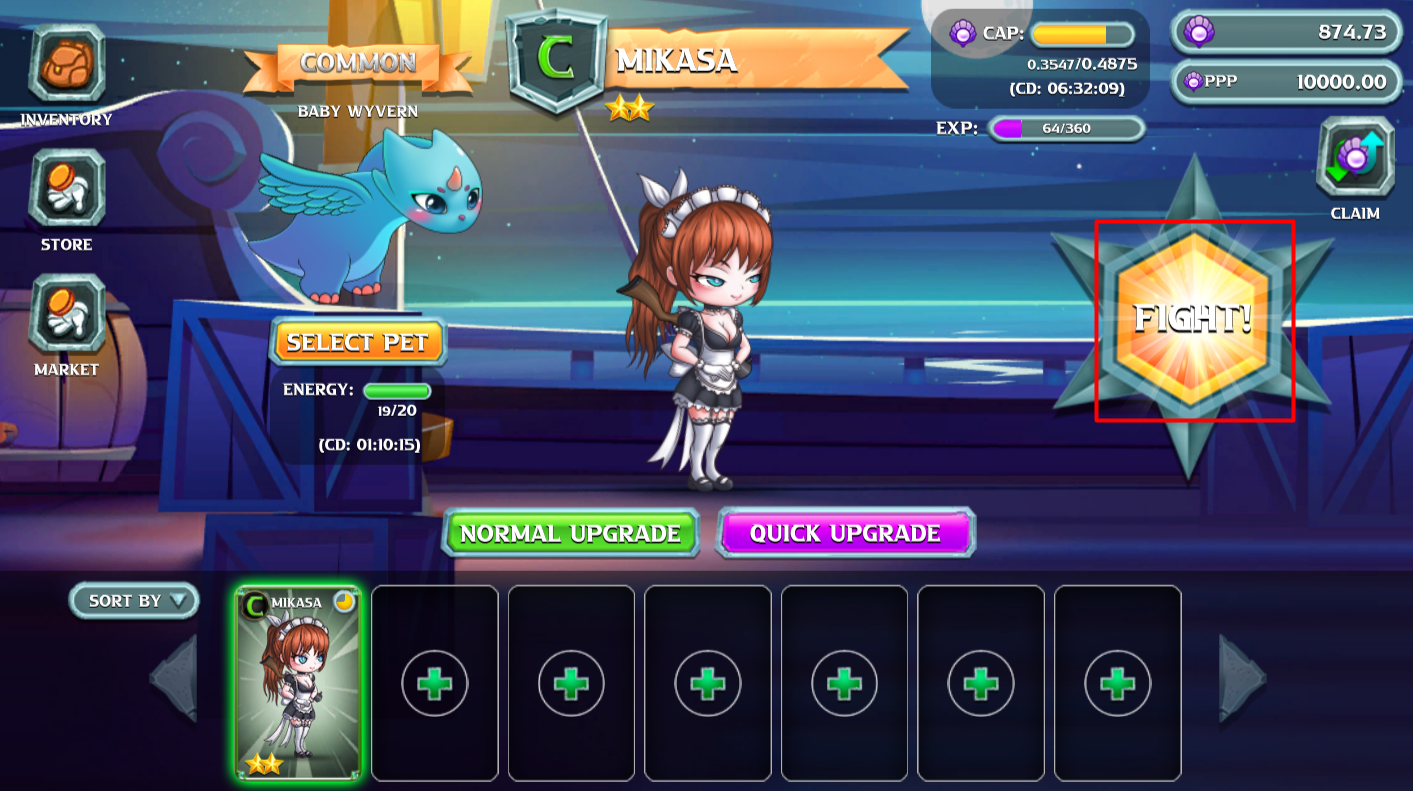 INVENTORY
STORE
MARKET
COMMON
BABY WYVERN
SELECT PET
ENERGY:
19/20
(CD: 01:10:15)
C
MIKASA
CAP:
0.3547/0.4875
(CD: 06:32:09)
EXP: 64/360
874.73
PPP 10000.00
CLAIM
FIGHT!
NORMAL UPGRADE
QUICK UPGRADE
SORT BY
C MIKASA